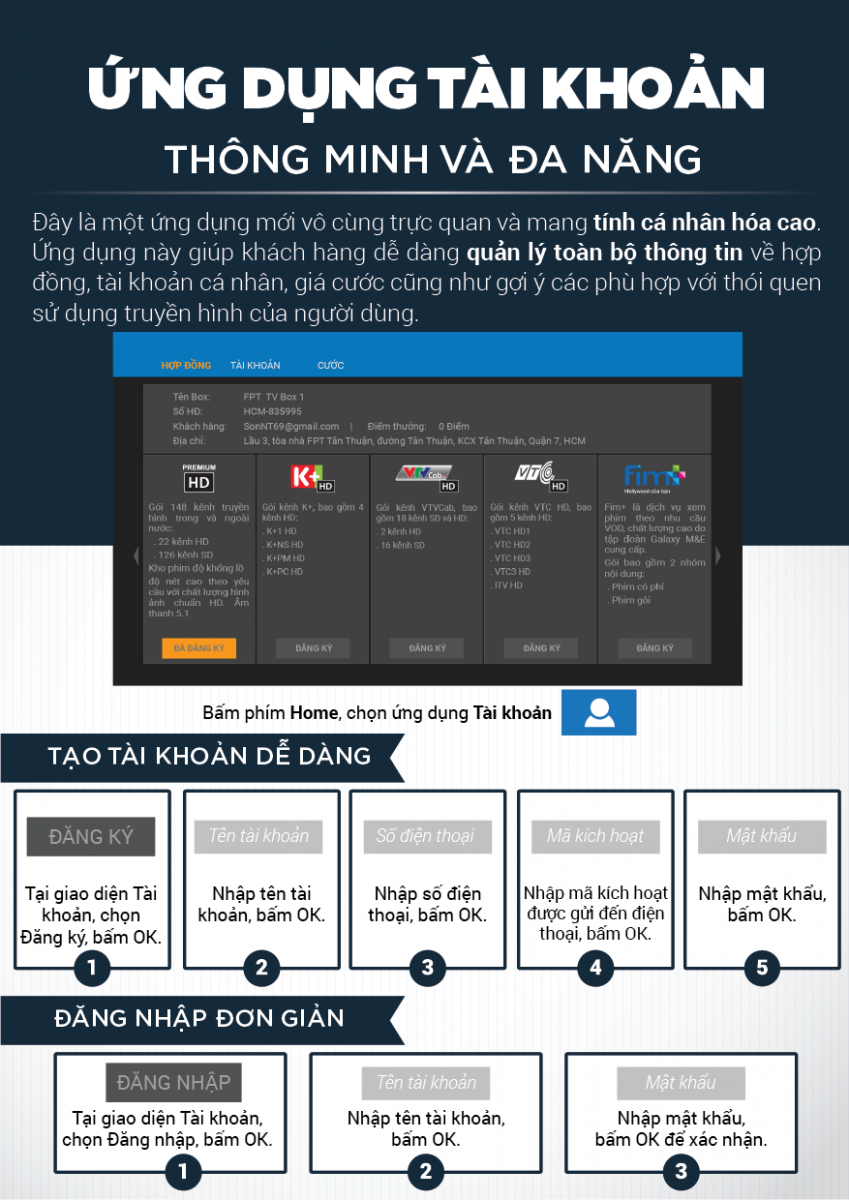 ỨNG DỤNG TÀI KHOẢN
THÔNG MINH VÀ ĐA NĂNG
Đây là một ứng dụng mới vô cùng trực quan và mang tính cá nhân hóa cao.
Ứng dụng này giúp khách hàng dễ dàng quản lý toàn bộ thông tin về hợp
đồng, tài khoản cá nhân, giá cước cũng như gợi ý các phù hợp với thói quen
sử dụng truyền hình của người dùng.
HỢP ĐỒNG TÀI KHOẢN CƯỚC
Tên Box: FPT TV Box 1
Số HĐ: HCM-835995
Khách hàng: SonNT69@gmail.com | Điểm thưởng: 0 Điểm
Địa chỉ: Lầu 3, tòa nhà FPT Tân Thuận, đường Tân Thuận, KCX Tân Thuận, Quận 7, HCM
PREMIUM
HD
Gói 148 kênh truyền
hình trong và ngoài
nước:
. 22 kênh HD
. 126 kênh SD
Kho phim độ khổng lồ
độ nét cao theo yêu
cầu với chất lượng hình
ảnh chuẩn HD. Âm
thanh 5.1
ĐÃ ĐĂNG KÝ
K+ HD
Gói kênh K+, bao gồm 4
kênh HD:
. K+1 HD
. K+NS HD
. K+PM HD
. K+PC HD
ĐĂNG KÝ
VTVCab HD
Gói kênh VTVCab, bao
gồm 18 kênh SD và HD:
. 2 kênh HD
. 16 kênh SD
ĐĂNG KÝ
VTC HD
Gói kênh VTC HD, bao
gồm 5 kênh HD:
. VTC HD1
. VTC HD2
. VTC HD3
. VTC3 HD
. ITV HD
ĐĂNG KÝ
Fim+
Hollywood của bạn
Fim+ là dịch vụ xem
phim theo nhu cầu
VOD, chất lượng cao do
tập đoàn Galaxy M&E
cung cấp.
Gói bao gồm 2 nhóm
nội dung:
. Phim có phí
. Phim gói
ĐĂNG KÝ
Bấm phím Home, chọn ứng dụng Tài khoản
TẠO TÀI KHOẢN DỄ DÀNG
ĐĂNG KÝ
Tại giao diện Tài
khoản, chọn
Đăng ký, bấm OK.
1
Tên tài khoản
Nhập tên tài
khoản, bấm OK.
2
Số điện thoại
Nhập số điện
thoại, bấm OK.
3
Mã kích hoạt
Nhập mã kích hoạt
được gửi đến điện
thoại, bấm OK.
4
Mật khẩu
Nhập mật khẩu,
bấm OK.
5
ĐĂNG NHẬP ĐƠN GIẢN
ĐĂNG NHẬP
Tại giao diện Tài khoản,
chọn Đăng nhập, bấm OK.
1
Tên tài khoản
Nhập tên tài khoản,
bấm OK.
2
Mật khẩu
Nhập mật khẩu,
bấm OK để xác nhận.
3